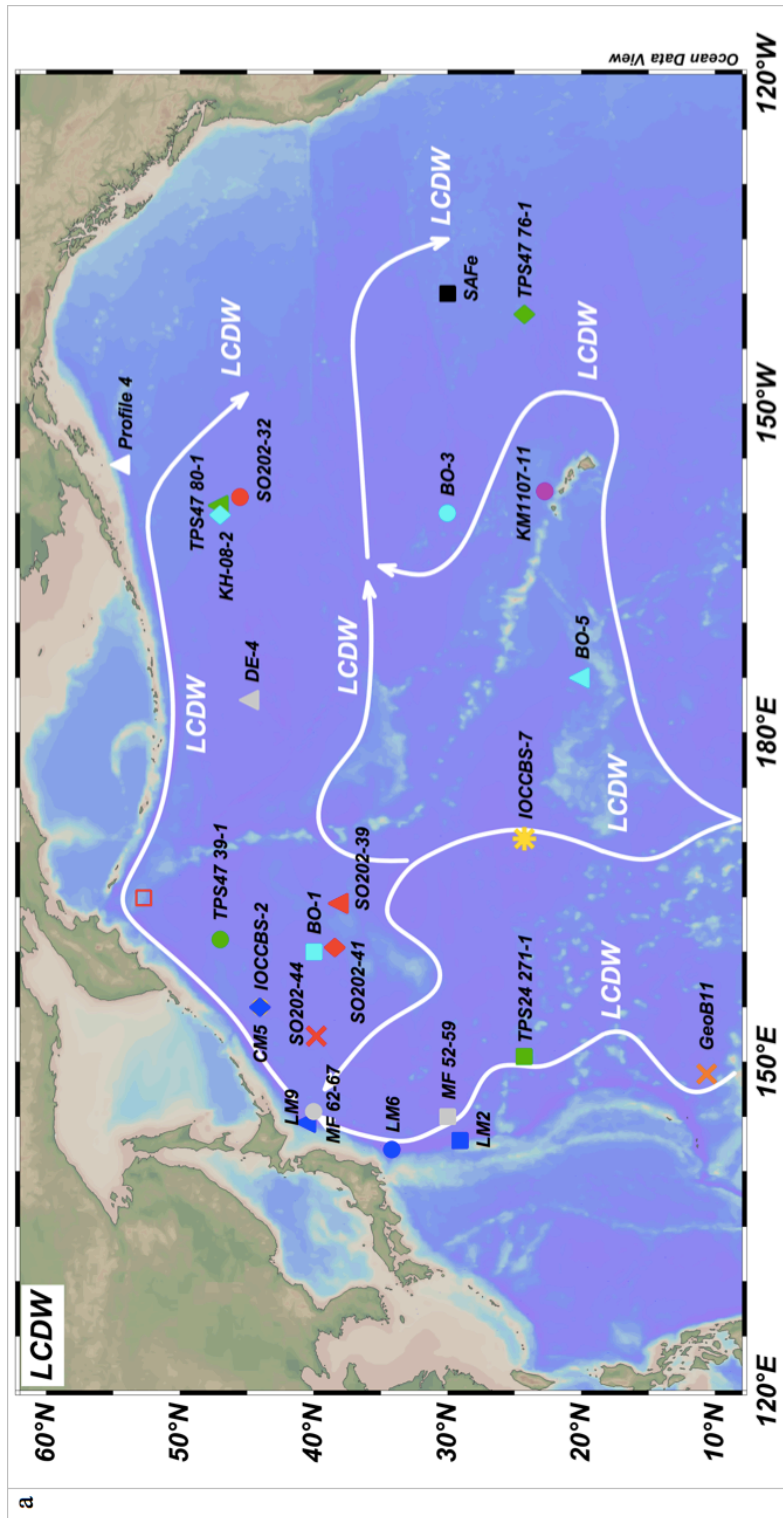 a
LCDW
60°N
50°N
40°N
30°N
20°N
10°N
120°E
150°E
180°E
150°W
120°W
Ocean Data View
Profile 4
LCDW
LCDW
TPS47 80-1
KH-08-2
SO202-32
DE-4
TPS47 39-1
CM5
IOCCBS-2
SO202-44
BO-1
SO202-39
SO202-41
LM9
MF 62-67
LM6
MF 52-59
LM2
LCDW
LCDW
SAFe
TPS47 76-1
BO-3
KM1107-11
LCDW
BO-5
IOCCBS-7
LCDW
TPS24 271-1
LCDW
GeoB11